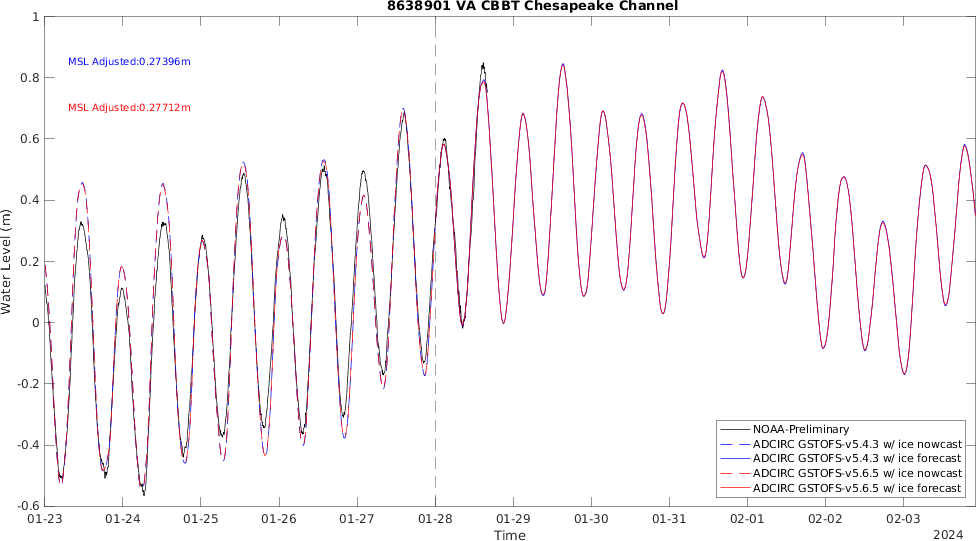 8638901 VA CBBT Chesapeake Channel
1
0.8
0.6
0.4
0.2
0
-0.2
-0.4
-0.6
Water Level (m)
MSL Adjusted:0.27396m
MSL Adjusted:0.27712m
NOAA-Preliminary
ADCIRC GSTOFS-v5.4.3 w/ ice nowcast
ADCIRC GSTOFS-v5.4.3 w/ ice forecast
ADCIRC GSTOFS-v5.6.5 w/ ice nowcast
ADCIRC GSTOFS-v5.6.5 w/ ice forecast
01-23 01-24 01-25 01-26 01-27 01-28 01-29 01-30 01-31 02-01 02-02 02-03
Time
2024